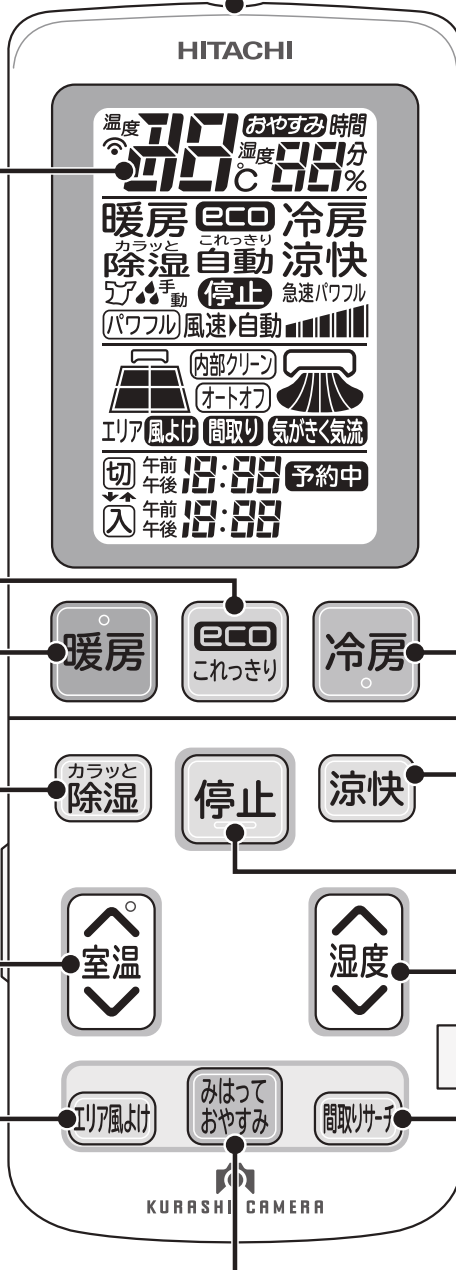 HITACHI
温度 88 ℃ おやすみ 時間
湿度 188 分 %
暖房 eco 冷房
カラッと これっきり
除湿 自動 涼快
手動 停止 急速パワフル
パワフル 風速 自動
内部クリーン
オートオフ
エリア 風よけ 間取り 気がきく気流
切 午前 午後 18:88 予約中
入 午前 午後 18:88
暖房 eco これっきり 冷房
カラッと
除湿 停止 涼快
室温 湿度
エリア風よけ みはって おやすみ 間取りサーチ
KURASHI CAMERA